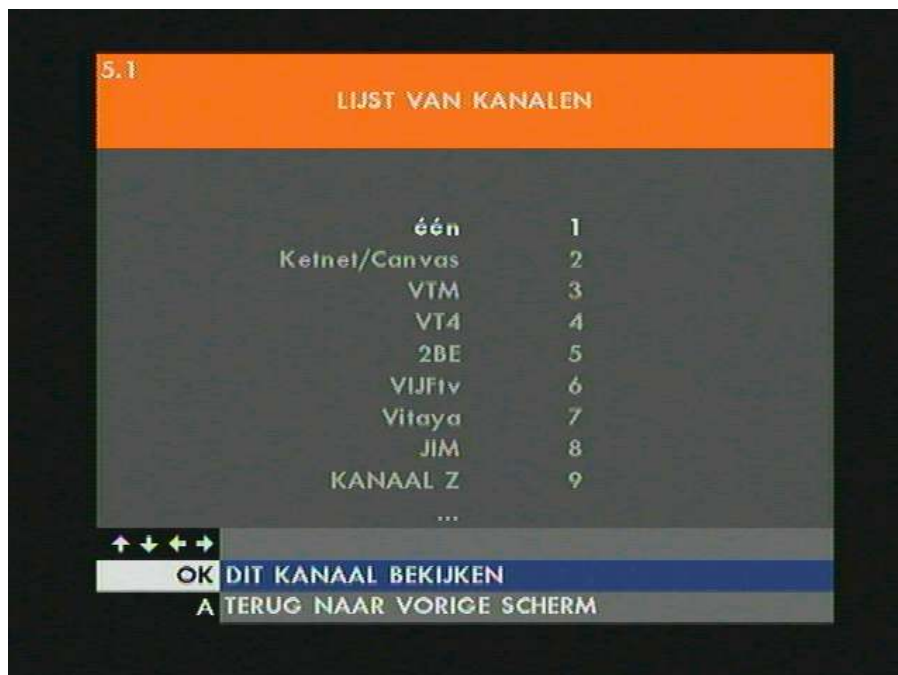 5.1
LIJST VAN KANALEN
één 1
Ketnet/Canvas 2
VTM 3
VT4 4
2BE 5
VIJFtv 6
Vitaya 7
JIM 8
KANAAL Z 9
...
OK DIT KANAAL BEKIJKEN
A TERUG NAAR VORIGE SCHERM